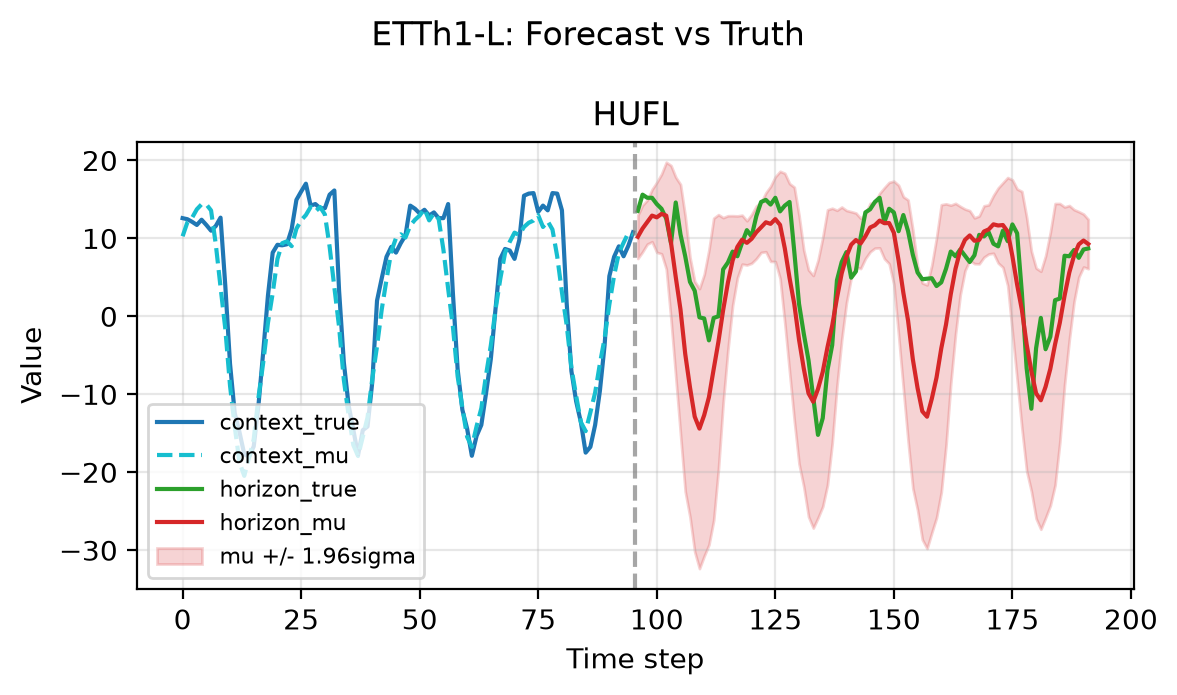 ETTh1-L: Forecast vs Truth
HUFL
Value
20
10
0
−10
−20
−30
context_true
context_mu
horizon_true
horizon_mu
mu +/- 1.96sigma
0 25 50 75 100 125 150 175 200
Time step